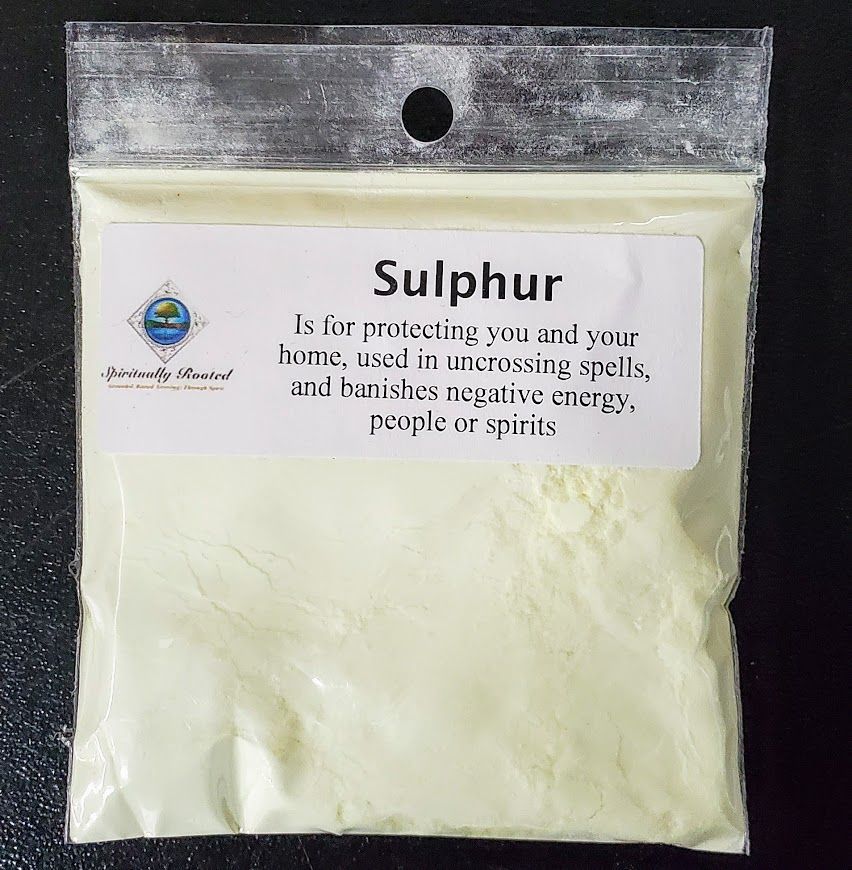 Sulphur
Is for protecting you and your
home, used in uncrossing spells,
and banishes negative energy,
people or spirits
Spiritually Rooted